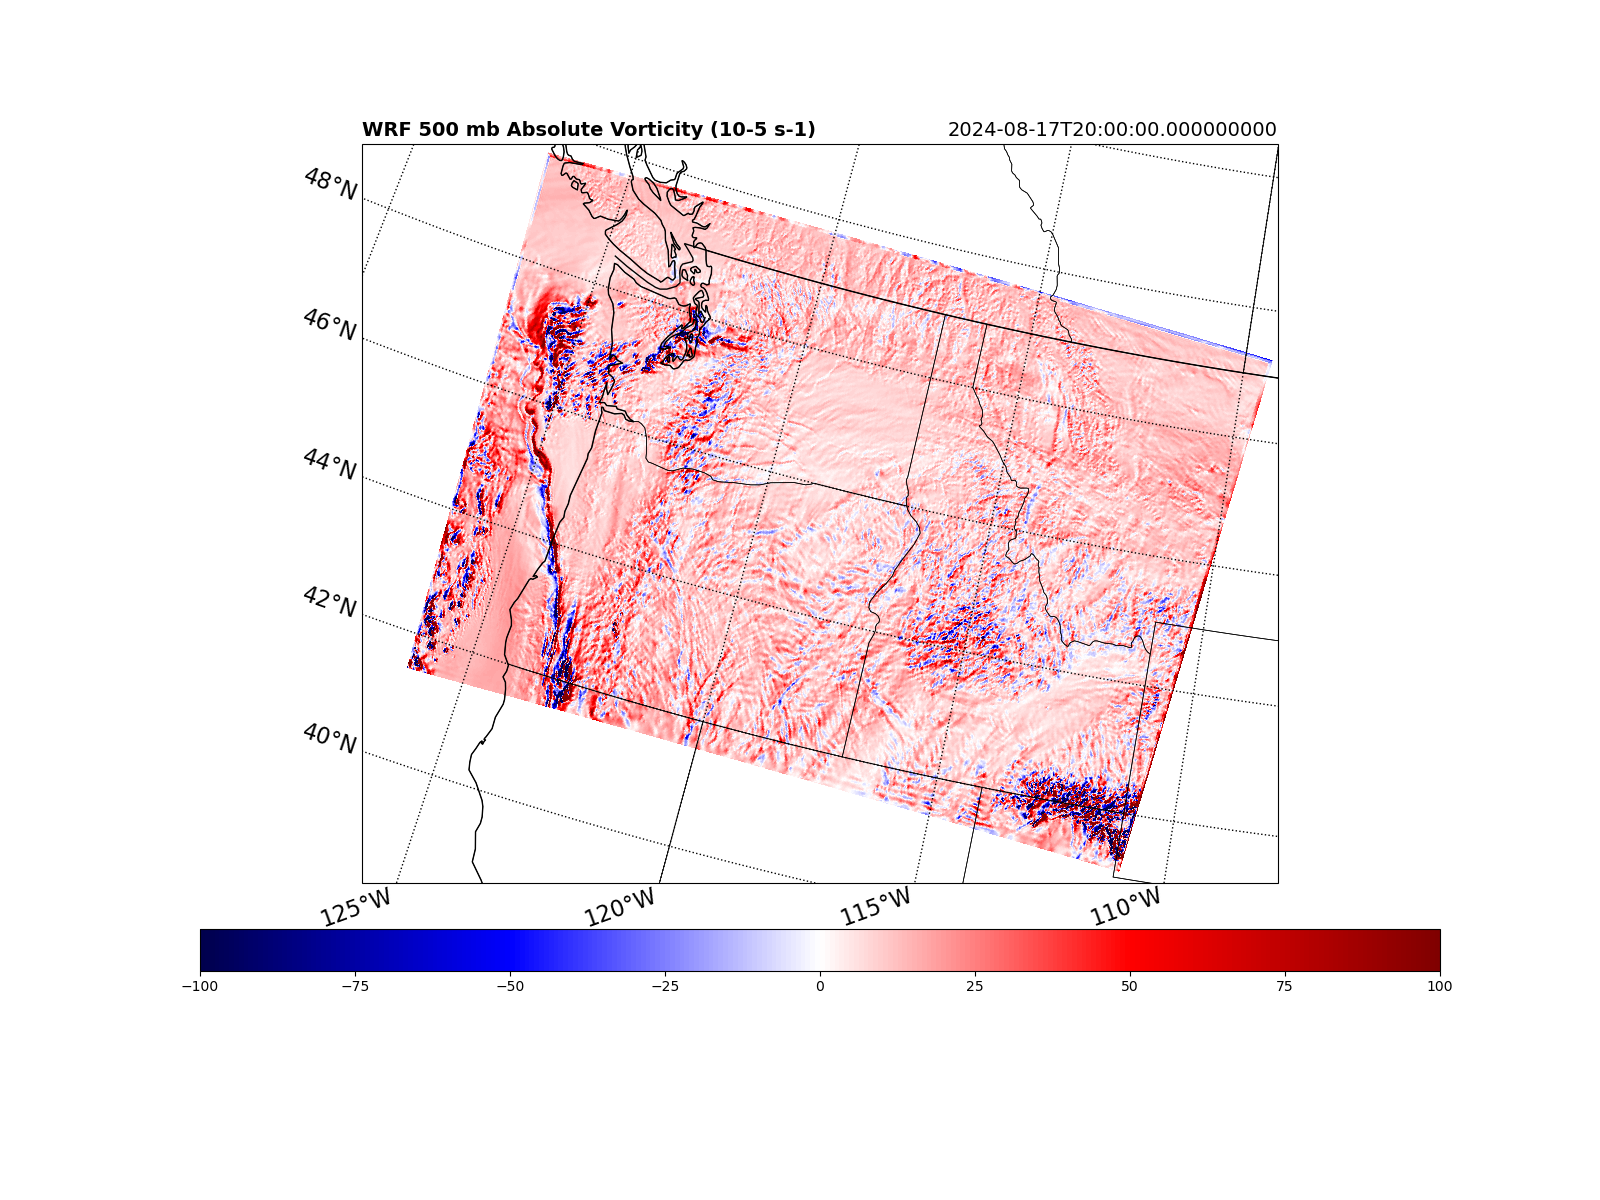 WRF 500 mb Absolute Vorticity (10-5 s-1)
2024-08-17T20:00:00.000000000
48°N
46°N
44°N
42°N
40°N
125°W
120°W
115°W
110°W
−100
−75
−50
−25
0
25
50
75
100